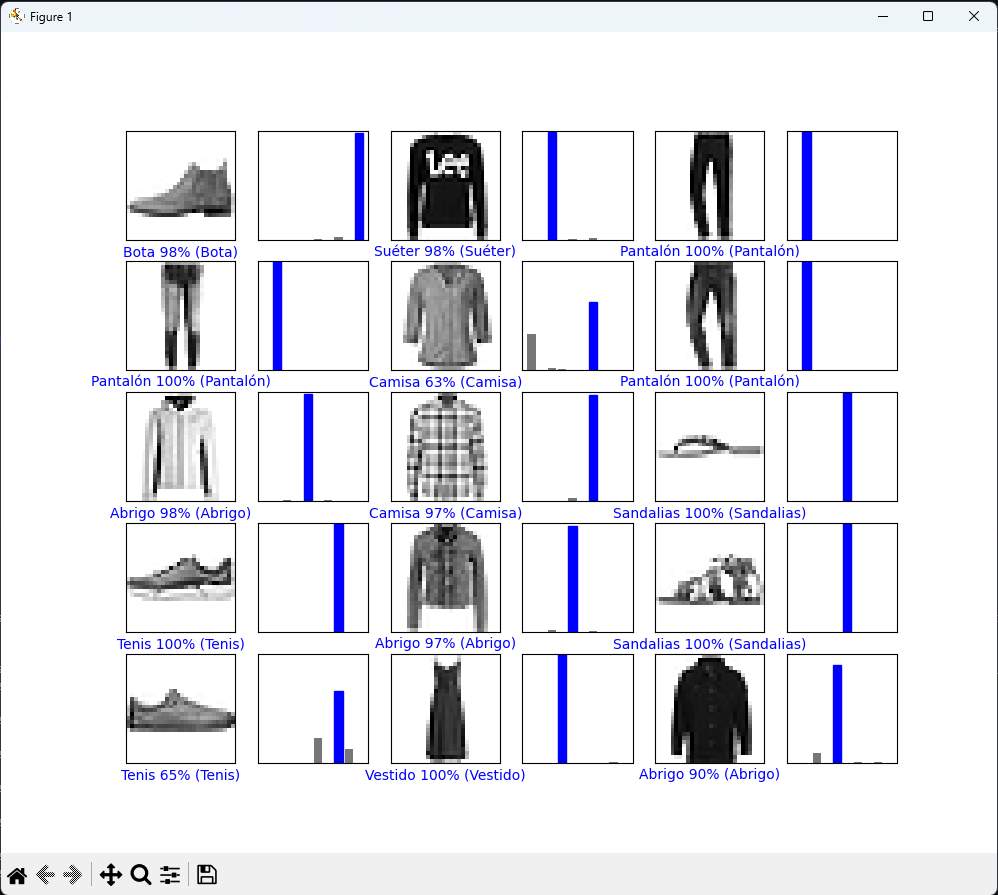 Figure 1
Lee
Bota 98% (Bota)
Suéter 98% (Suéter)
Pantalón 100% (Pantalón)
Pantalón 100% (Pantalón)
Camisa 63% (Camisa)
Pantalón 100% (Pantalón)
Abrigo 98% (Abrigo)
Camisa 97% (Camisa)
Sandalias 100% (Sandalias)
Tenis 100% (Tenis)
Abrigo 97% (Abrigo)
Sandalias 100% (Sandalias)
Tenis 65% (Tenis)
Vestido 100% (Vestido)
Abrigo 90% (Abrigo)